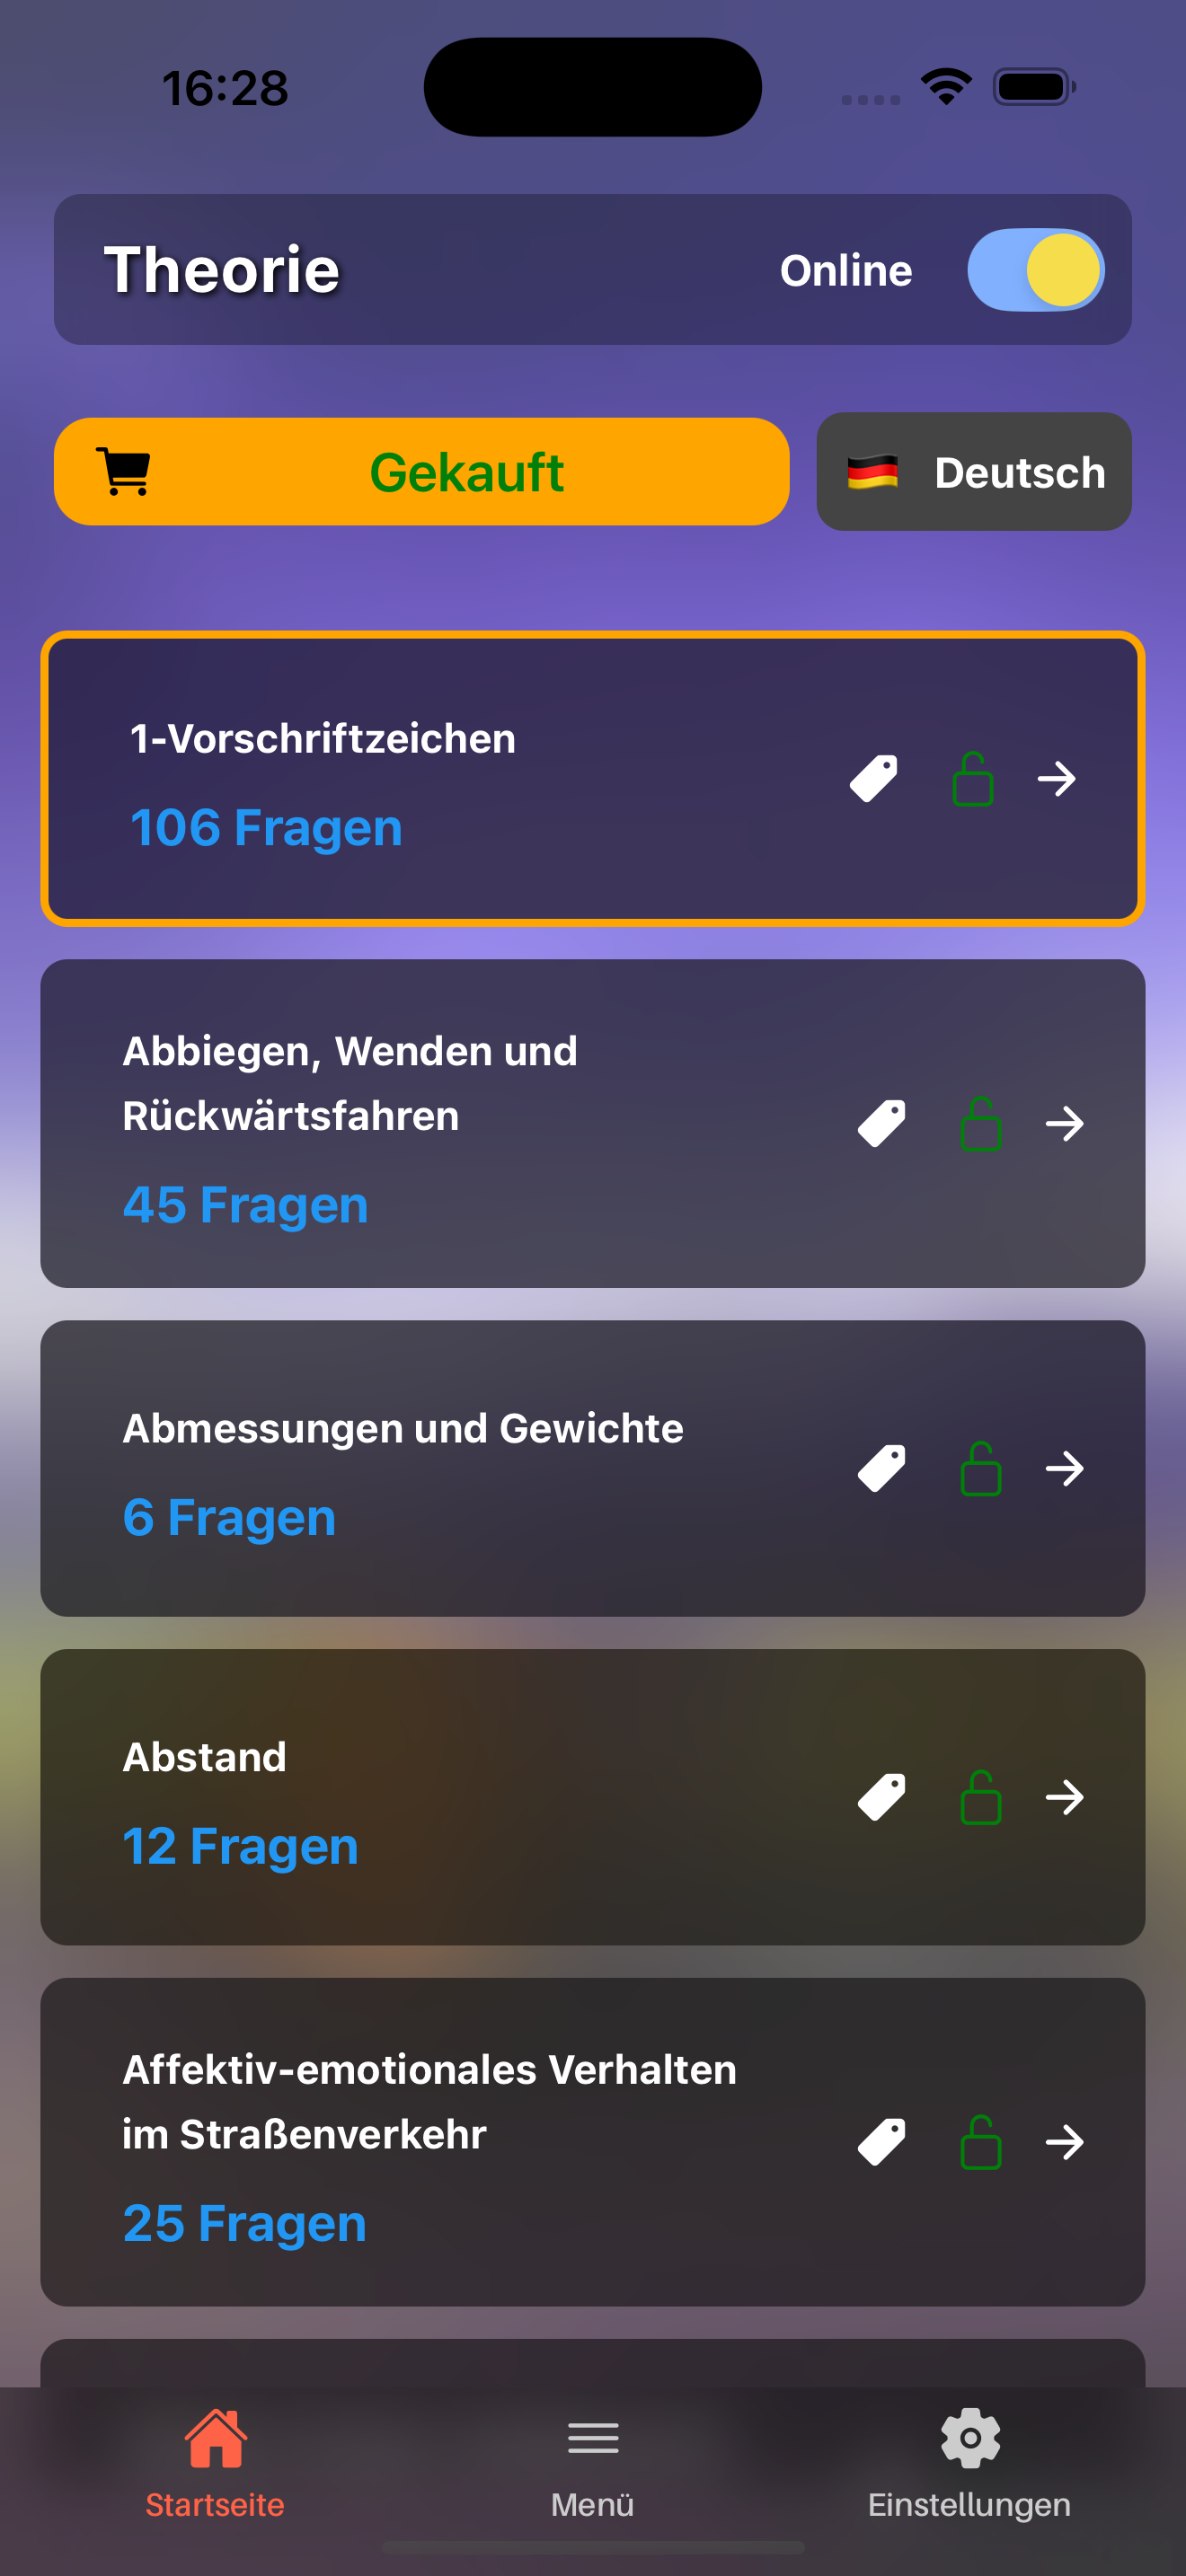 16:28
Theorie
Online
Gekauft
Deutsch
1-Vorschriftzeichen
106 Fragen
Abbiegen, Wenden und
Rückwärtsfahren
45 Fragen
Abmessungen und Gewichte
6 Fragen
Abstand
12 Fragen
Affektiv-emotionales Verhalten
im Straßenverkehr
25 Fragen
Startseite
Menü
Einstellungen